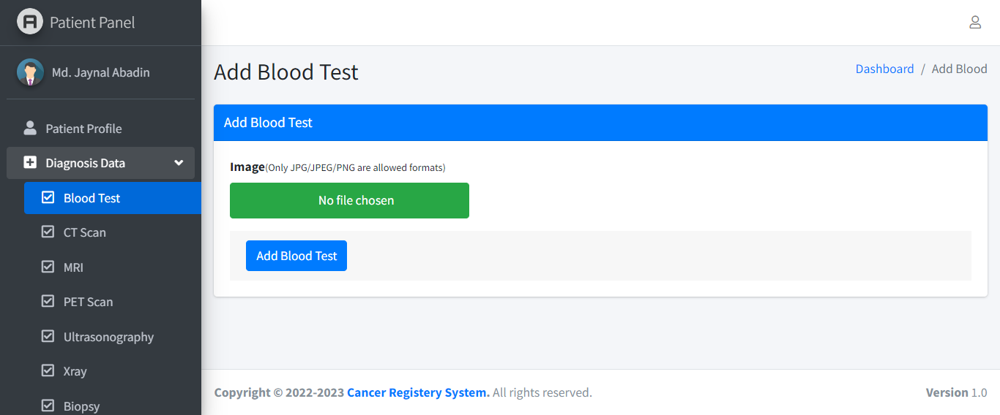 Patient Panel
Md. Jaynal Abadin
Patient Profile
Diagnosis Data
Blood Test
CT Scan
MRI
PET Scan
Ultrasonography
Xray
Biopsy
Add Blood Test
Dashboard / Add Blood
Add Blood Test
Image(Only JPG/JPEG/PNG are allowed formats)
No file chosen
Add Blood Test
Copyright © 2022-2023 Cancer Registery System. All rights reserved.
Version 1.0